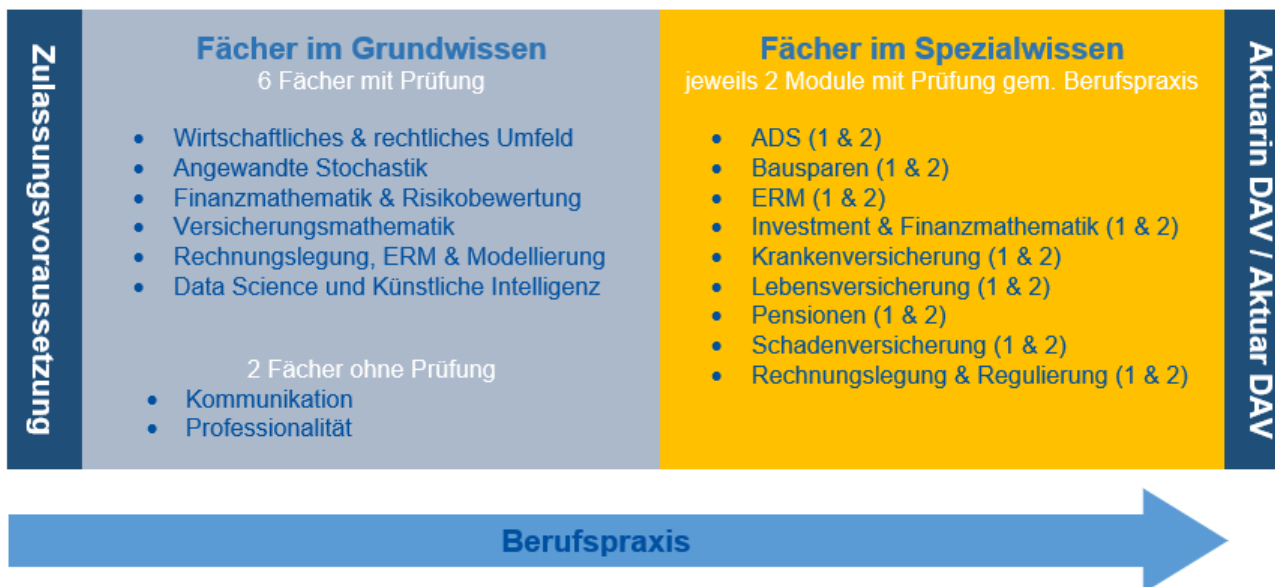 Zulassungsvoraussetzung
Fächer im Grundwissen
6 Fächer mit Prüfung
• Wirtschaftliches & rechtliches Umfeld
• Angewandte Stochastik
• Finanzmathematik & Risikobewertung
• Versicherungsmathematik
• Rechnungslegung, ERM & Modellierung
• Data Science und Künstliche Intelligenz
2 Fächer ohne Prüfung
• Kommunikation
• Professionalität
Fächer im Spezialwissen
jeweils 2 Module mit Prüfung gem. Berufspraxis
• ADS (1 & 2)
• Bausparen (1 & 2)
• ERM (1 & 2)
• Investment & Finanzmathematik (1 & 2)
• Krankenversicherung (1 & 2)
• Lebensversicherung (1 & 2)
• Pensionen (1 & 2)
• Schadenversicherung (1 & 2)
• Rechnungslegung & Regulierung (1 & 2)
Aktuarin DAV / Aktuar DAV
Berufspraxis